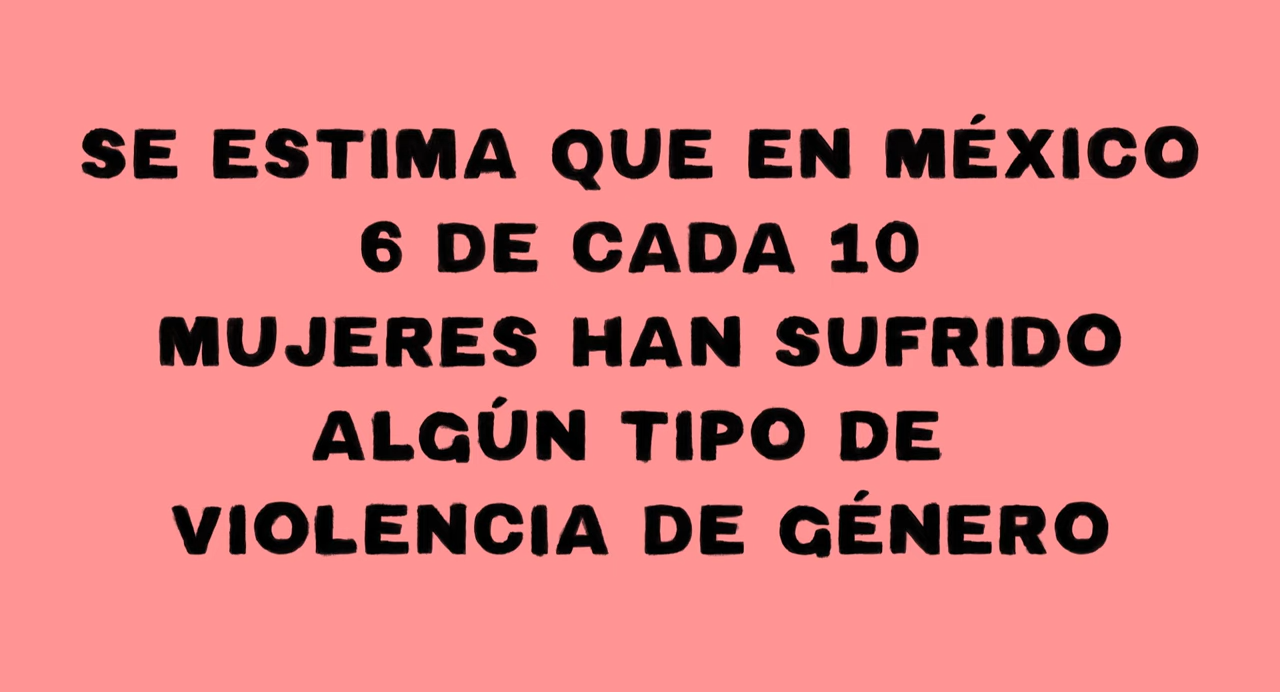 SE ESTIMA QUE EN MÉXICO
6 DE CADA 10
MUJERES HAN SUFRIDO
ALGÚN TIPO DE
VIOLENCIA DE GÉNERO